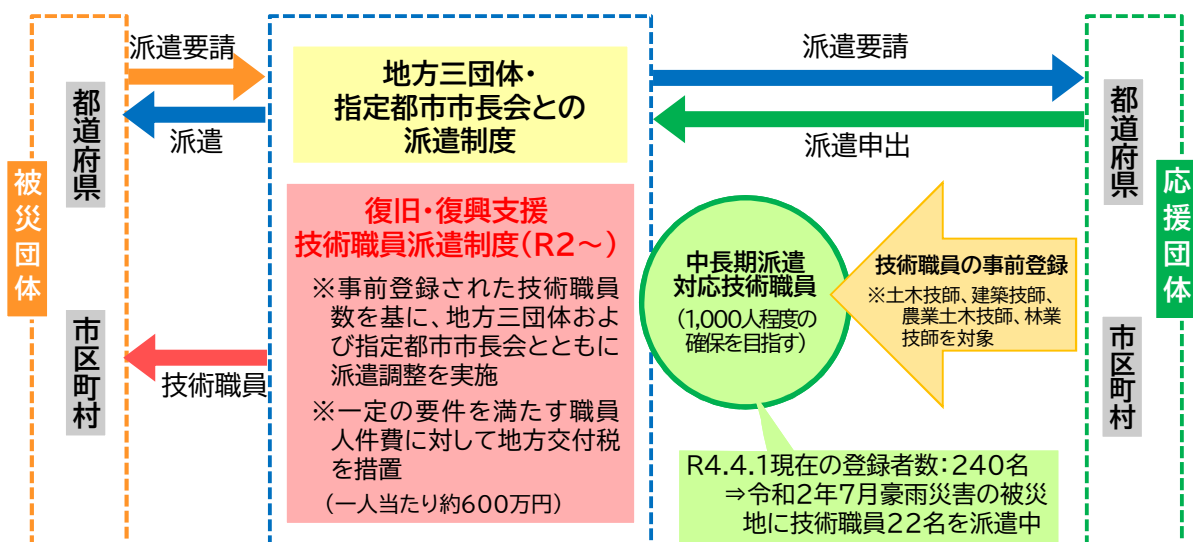 被災団体
都道府県
市区町村
派遣要請
派遣
技術職員
地方三団体・
指定都市市長会との
派遣制度
復旧・復興支援
技術職員派遣制度(R2～)
※事前登録された技術職員
数を基に、地方三団体およ
び指定都市市長会とともに
派遣調整を実施
※一定の要件を満たす職員
人件費に対して地方交付税
を措置
(一人当たり約600万円)
派遣要請
派遣申出
中長期派遣
対応技術職員
(1,000人程度の
確保を目指す)
技術職員の事前登録
※土木技師、建築技師、
農業土木技師、林業
技師を対象
R4.4.1現在の登録者数:240名
⇒令和2年7月豪雨災害の被災
地に技術職員22名を派遣中
都道府県
市区町村
応援団体